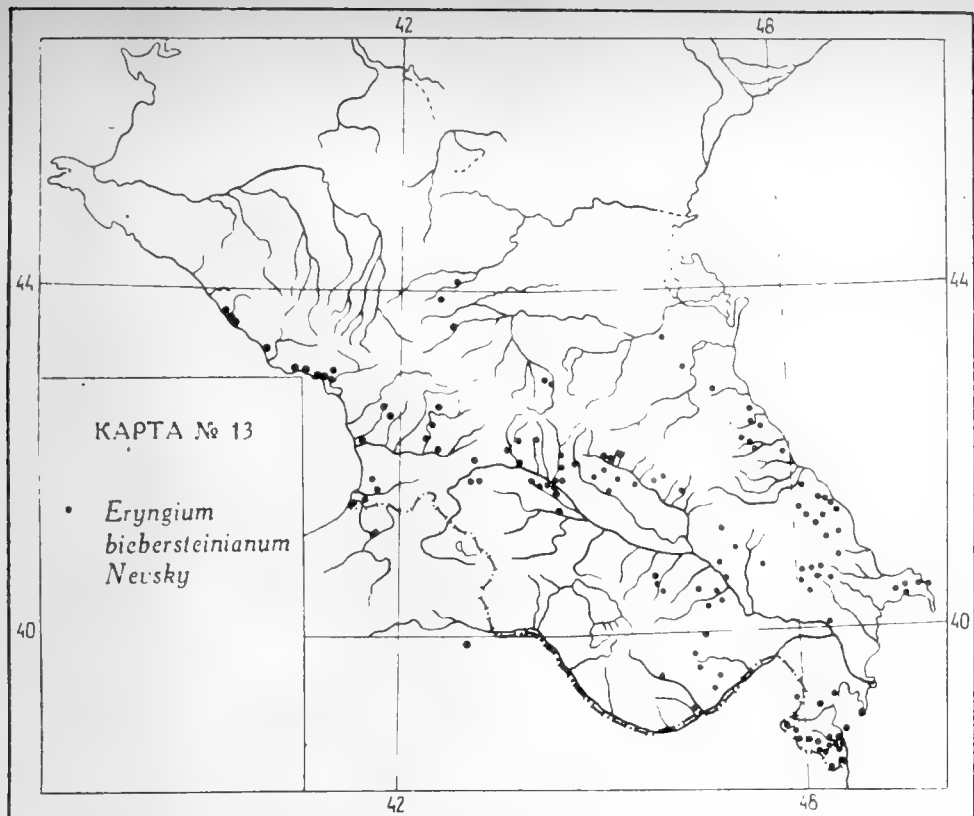 42 48
44 44
КАРТА № 13
Eryngium
biebersteinianum
Nevsky
40 40
42 48